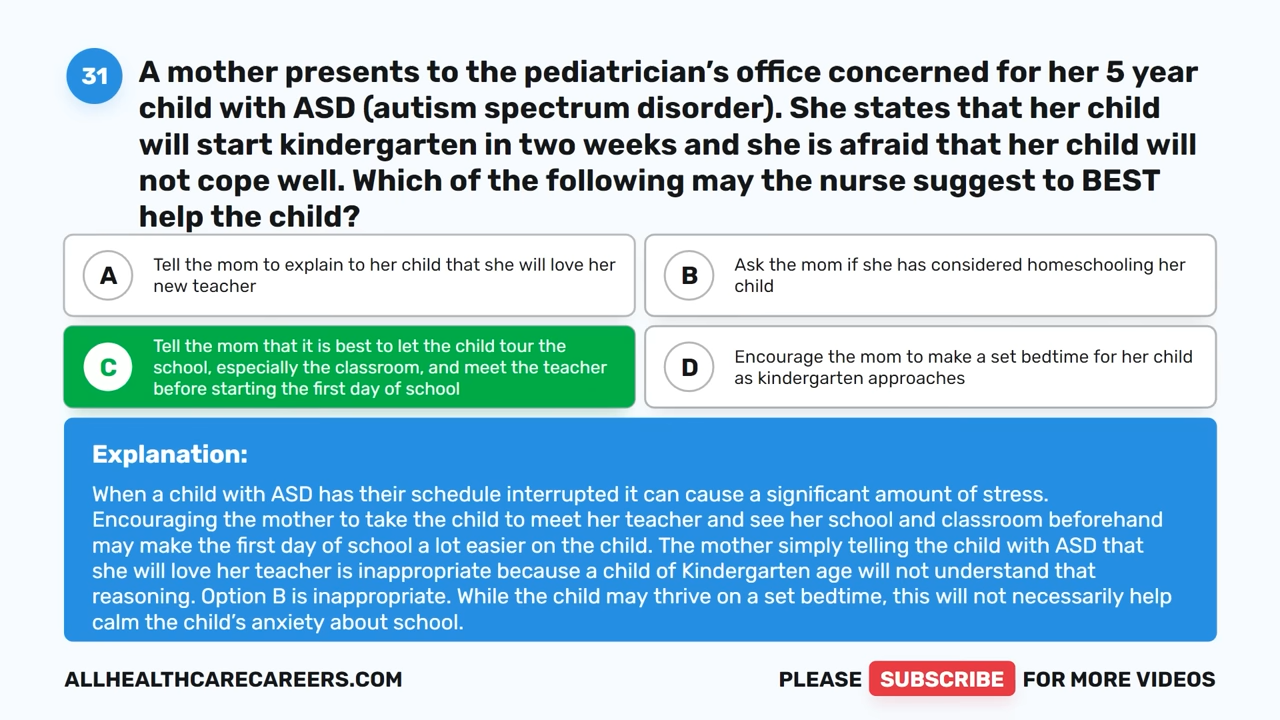 31
A mother presents to the pediatrician's office concerned for her 5 year
child with ASD (autism spectrum disorder). She states that her child
will start kindergarten in two weeks and she is afraid that her child will
not cope well. Which of the following may the nurse suggest to BEST
help the child?
A
Tell the mom to explain to her child that she will love her
new teacher
B
Ask the mom if she has considered homeschooling her
child
C
Tell the mom that it is best to let the child tour the
school, especially the classroom, and meet the teacher
before starting the first day of school
D
Encourage the mom to make a set bedtime for her child
as kindergarten approaches
Explanation:
When a child with ASD has their schedule interrupted it can cause a significant amount of stress.
Encouraging the mother to take the child to meet her teacher and see her school and classroom beforehand
may make the first day of school a lot easier on the child. The mother simply telling the child with ASD that
she will love her teacher is inappropriate because a child of Kindergarten age will not understand that
reasoning. Option B is inappropriate. While the child may thrive on a set bedtime, this will not necessarily help
calm the child's anxiety about school.
ALLHEALTHCARECAREERS.COM
PLEASE SUBSCRIBE FOR MORE VIDEOS